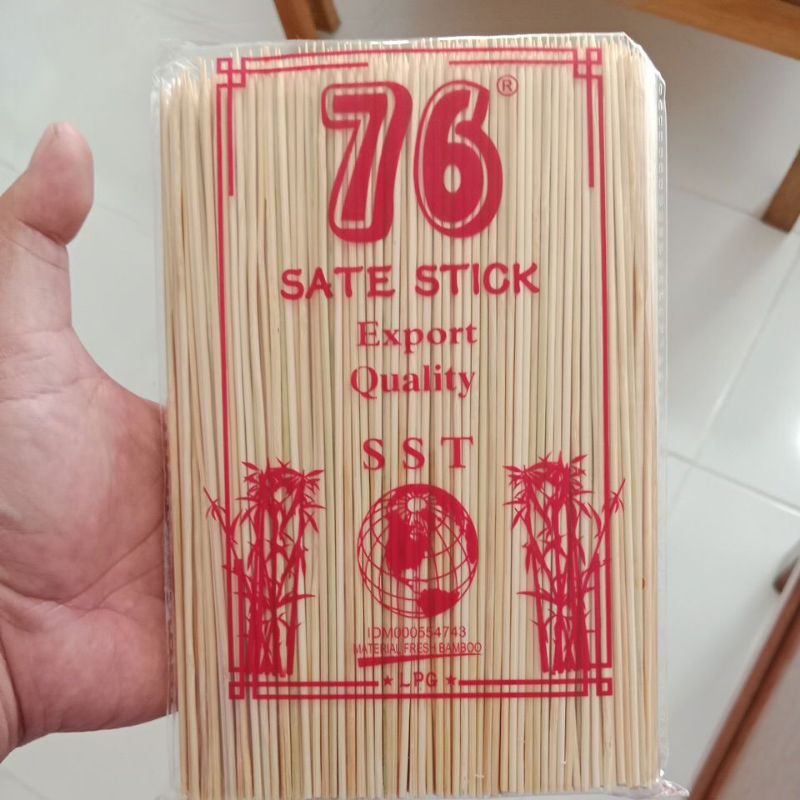 76®
SATE STICK
Export
Quality
SST
IDM000554743
MATERIAL FRESH BAMBOO
★ LPG ★